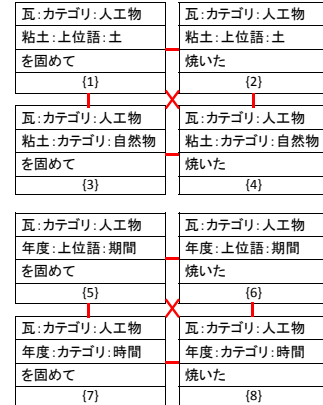 瓦:カテゴリ:人工物
粘土:上位語:土
を固めて
{1}
瓦:カテゴリ:人工物
粘土:上位語:土
焼いた
{2}
瓦:カテゴリ:人工物
粘土:カテゴリ:自然物
を固めて
{3}
瓦:カテゴリ:人工物
粘土:カテゴリ:自然物
焼いた
{4}
瓦:カテゴリ:人工物
年度:上位語:期間
を固めて
{5}
瓦:カテゴリ:人工物
年度:上位語:期間
焼いた
{6}
瓦:カテゴリ:人工物
年度:カテゴリ:時間
を固めて
{7}
瓦:カテゴリ:人工物
年度:カテゴリ:時間
焼いた
{8}